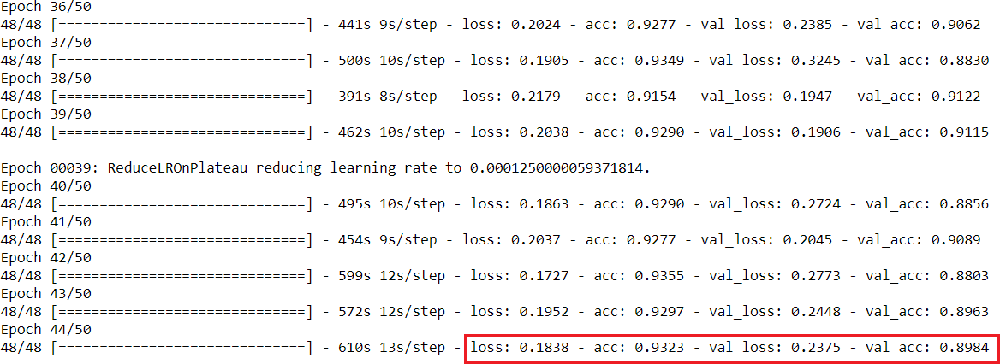 Epoch 36/50
48/48 [==============================] - 441s 9s/step - loss: 0.2024 - acc: 0.9277 - val_loss: 0.2385 - val_acc: 0.9062
Epoch 37/50
48/48 [==============================] - 500s 10s/step - loss: 0.1905 - acc: 0.9349 - val_loss: 0.3245 - val_acc: 0.8830
Epoch 38/50
48/48 [==============================] - 391s 8s/step - loss: 0.2179 - acc: 0.9154 - val_loss: 0.1947 - val_acc: 0.9122
Epoch 39/50
48/48 [==============================] - 462s 10s/step - loss: 0.2038 - acc: 0.9290 - val_loss: 0.1906 - val_acc: 0.9115
Epoch 00039: ReduceLROnPlateau reducing learning rate to 0.0001250000059371814.
Epoch 40/50
48/48 [==============================] - 495s 10s/step - loss: 0.1863 - acc: 0.9290 - val_loss: 0.2724 - val_acc: 0.8856
Epoch 41/50
48/48 [==============================] - 454s 9s/step - loss: 0.2037 - acc: 0.9277 - val_loss: 0.2045 - val_acc: 0.9089
Epoch 42/50
48/48 [==============================] - 599s 12s/step - loss: 0.1727 - acc: 0.9355 - val_loss: 0.2773 - val_acc: 0.8803
Epoch 43/50
48/48 [==============================] - 572s 12s/step - loss: 0.1952 - acc: 0.9297 - val_loss: 0.2448 - val_acc: 0.8963
Epoch 44/50
48/48 [==============================] - 610s 13s/step - loss: 0.1838 - acc: 0.9323 - val_loss: 0.2375 - val_acc: 0.8984